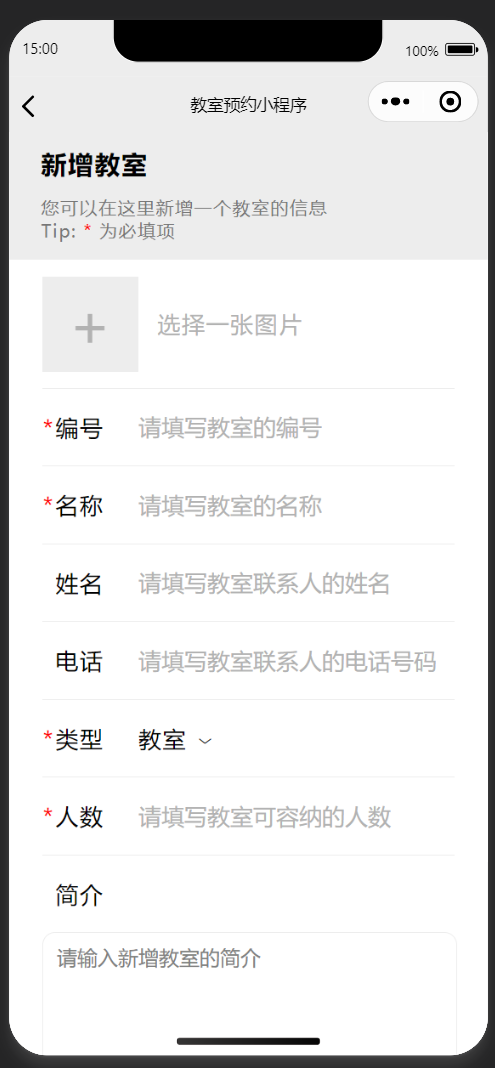 15:00
100%
教室预约小程序
新增教室
您可以在这里新增一个教室的信息
Tip: * 为必填项
选择一张图片
*编号 请填写教室的编号
*名称 请填写教室的名称
姓名 请填写教室联系人的姓名
电话 请填写教室联系人的电话号码
*类型 教室
*人数 请填写教室可容纳的人数
简介
请输入新增教室的简介